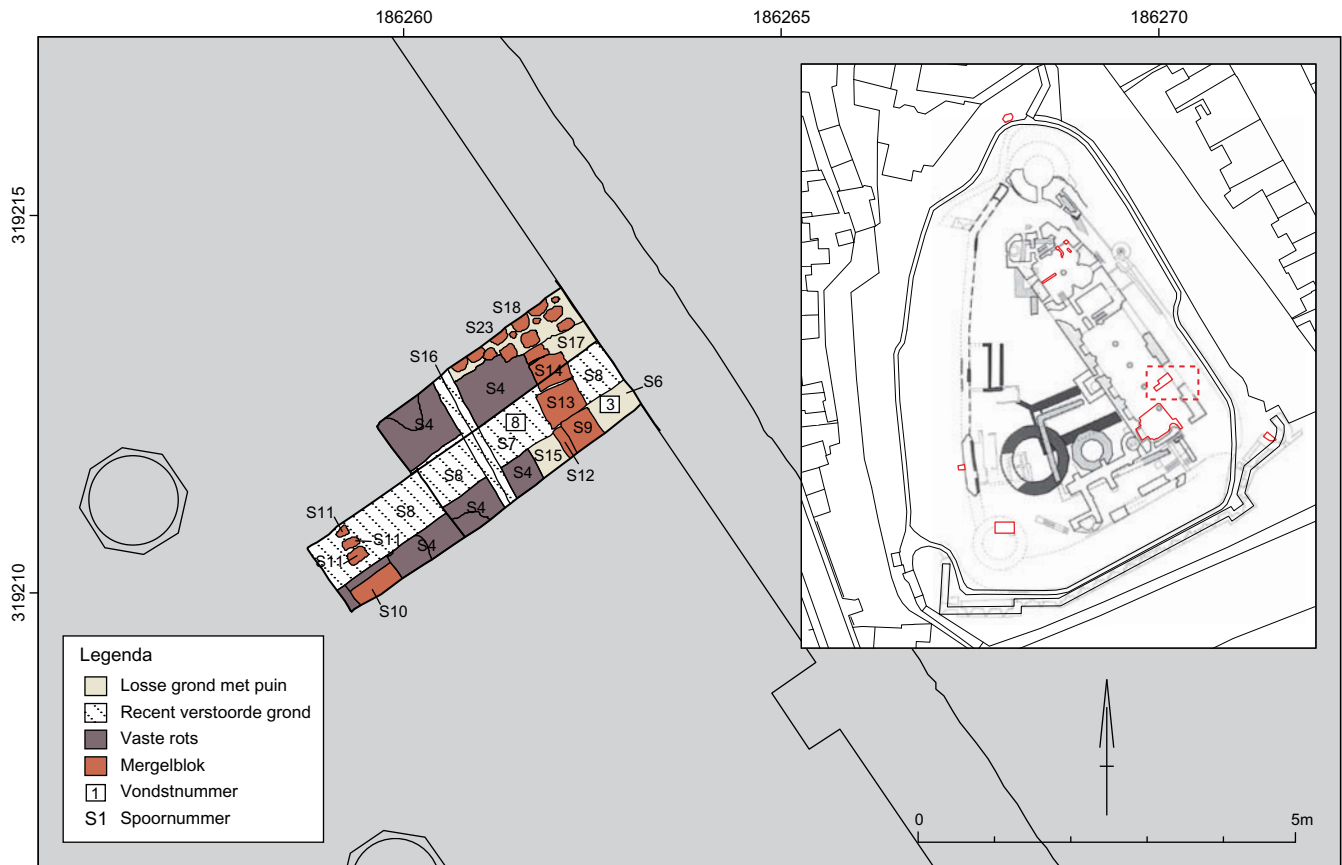 186260
186265
186270
319215
319210
S18
S23
S16
S17
S14
S8
S6
S4
S4
S13
3
8
S7
S9
S15
S12
S4
S8
S4
S8
S11
S11
S11
S4
S10
Legenda
Losse grond met puin
Recent verstoorde grond
Vaste rots
Mergelblok
1 Vondstnummer
S1 Spoornummer
0 5m